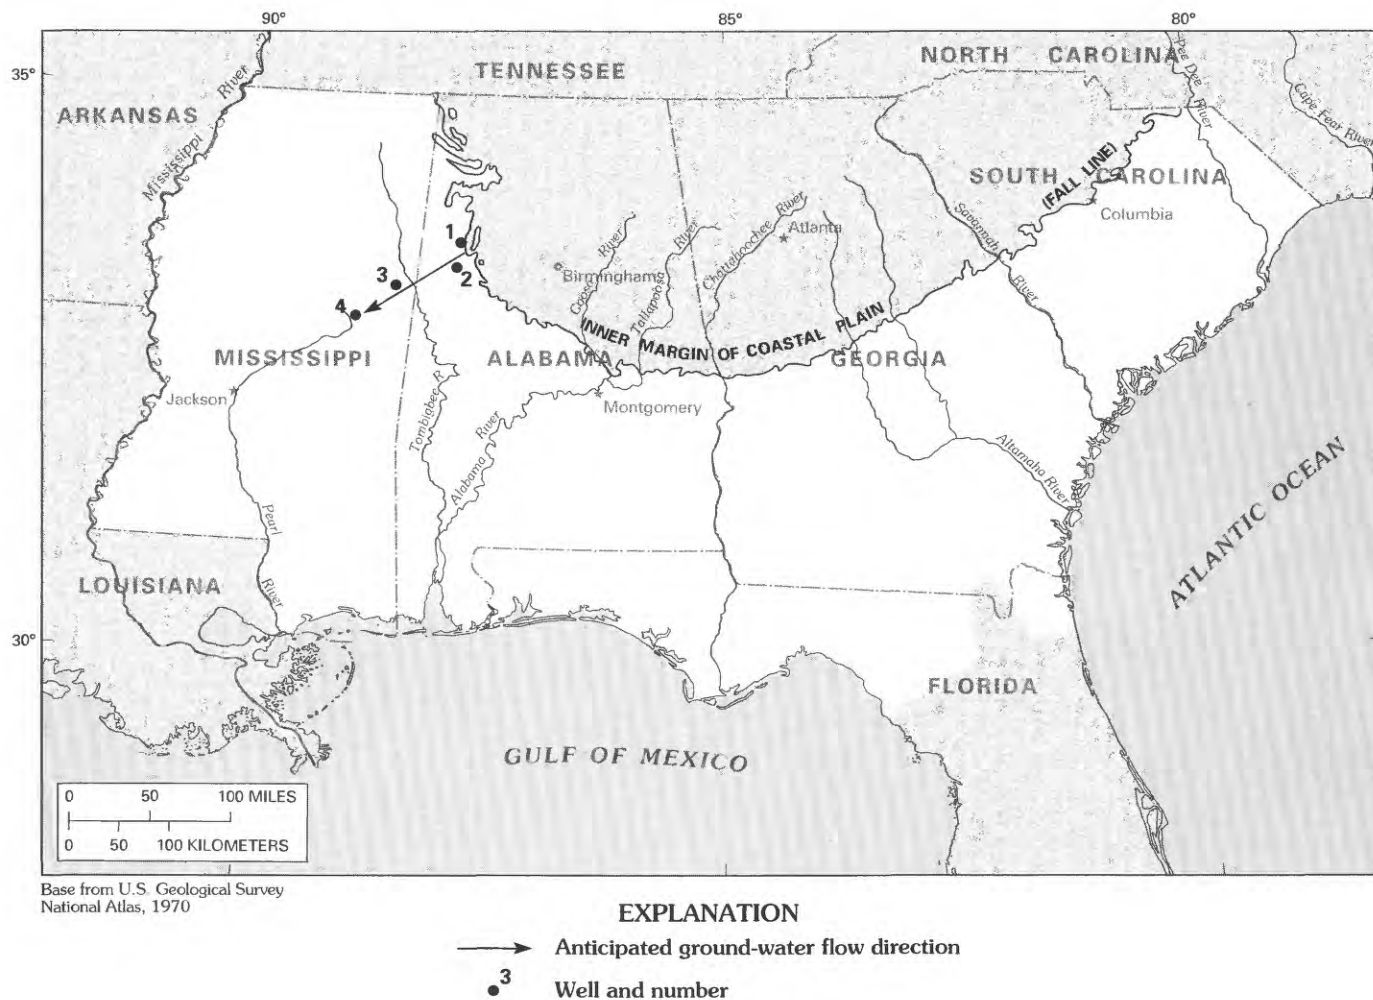 90°
85°
80°
35°
30°
NORTH CAROLINA
TENNESSEE
ARKANSAS
Mississippi River
Pee Dee River
Cape Fear River
(FALL LINE)
SOUTH CAROLINA
Columbia
Savannah River
Chattahoochee River
Atlanta
Tallapoosa River
Coosa River
Birmingham
1
2
3
4
INNER MARGIN OF COASTAL PLAIN
MISSISSIPPI
ALABAMA
GEORGIA
Jackson
Tombigbee R
Alabama River
Montgomery
Altamaha River
Pearl River
LOUISIANA
FLORIDA
ATLANTIC OCEAN
GULF OF MEXICO
0 50 100 MILES
0 50 100 KILOMETERS
Base from U.S. Geological Survey
National Atlas, 1970
EXPLANATION
Anticipated ground-water flow direction
3 Well and number